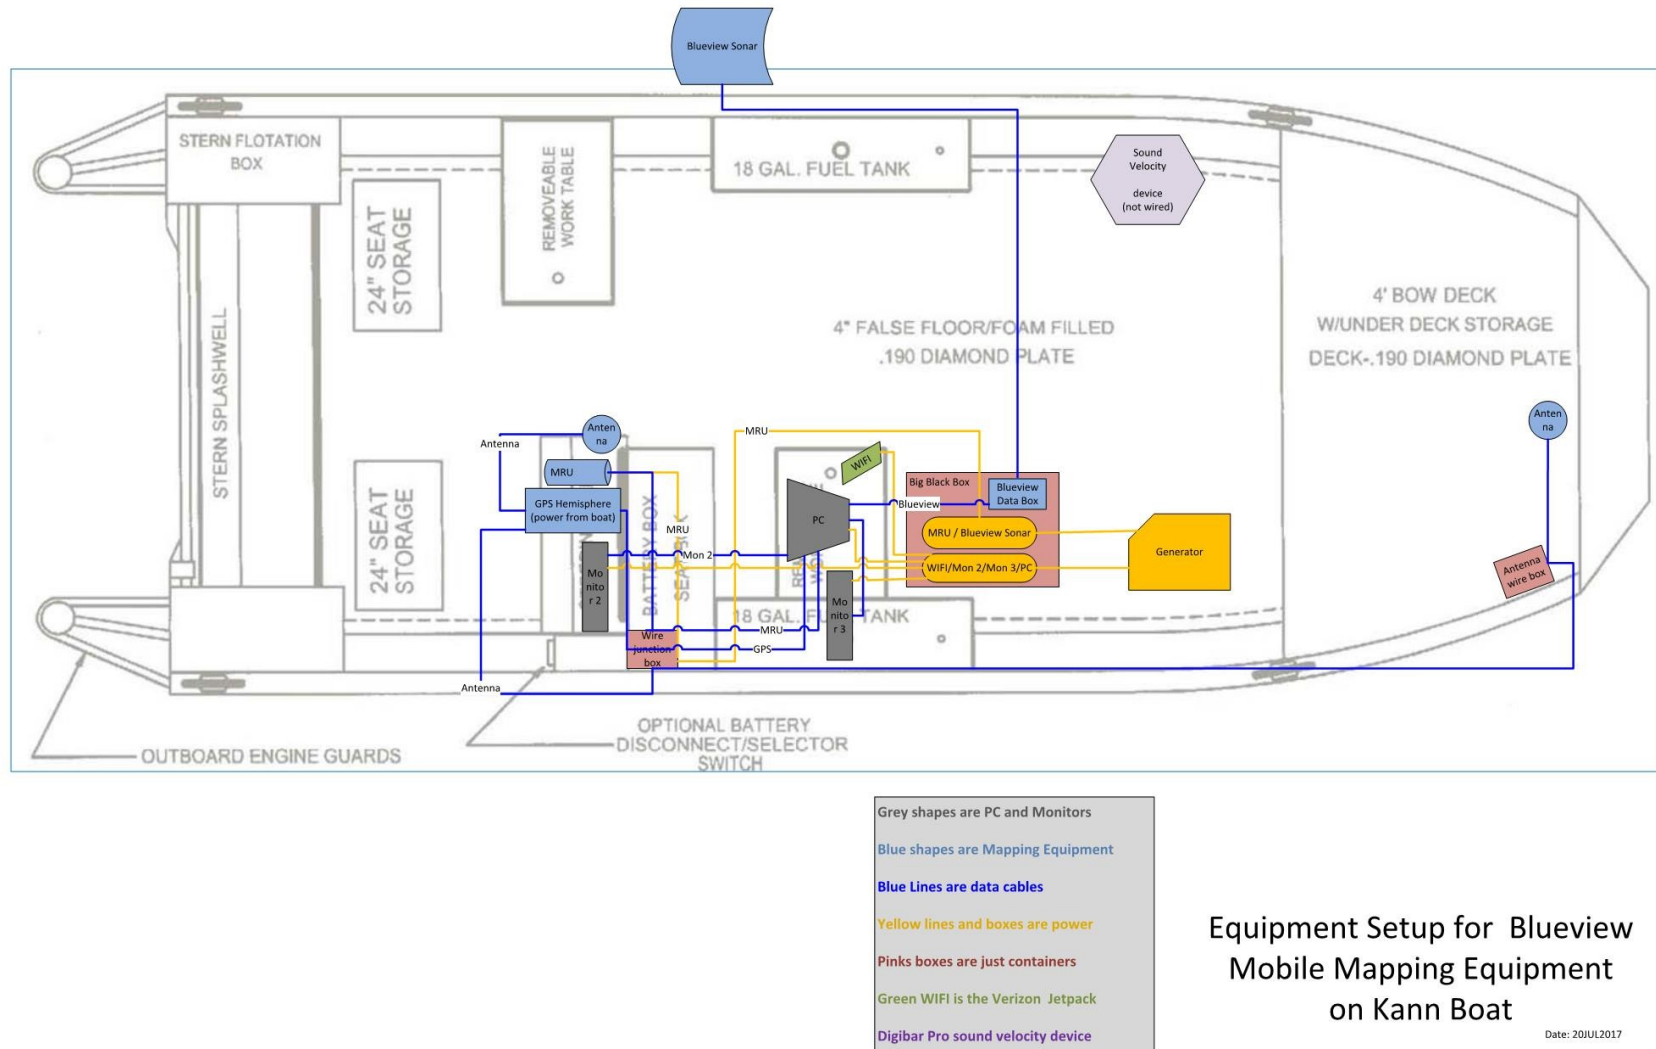 Blueview Sonar
STERN FLOTATION
BOX
REMOVEABLE
WORK TABLE
18 GAL. FUEL TANK
Sound
Velocity
device
(not wired)
24" SEAT
STORAGE
STERN SPLASHWELL
4" FALSE FLOOR/FOAM FILLED
.190 DIAMOND PLATE
4' BOW DECK
W/UNDER DECK STORAGE
DECK-.190 DIAMOND PLATE
Antenna
Anten
na
MRU
Anten
na
MRU
WIFI
Big Black Box
Blueview
Data Box
GPS Hemisphere
(power from boat)
Blueview
PC
MRU
MRU / Blueview Sonar
Generator
24" SEAT
STORAGE
BATTERY BOX
Mon 2
Mo
nito
r 2
WIFI/Mon 2/Mon 3/PC
Antenna
wire box
Mo
nito
r 3
18 GAL. FUEL TANK
MRU
Wire
junction
box
GPS
Antenna
OPTIONAL BATTERY
DISCONNECT/SELECTOR
SWITCH
OUTBOARD ENGINE GUARDS
Grey shapes are PC and Monitors
Blue shapes are Mapping Equipment
Blue Lines are data cables
Yellow lines and boxes are power
Pinks boxes are just containers
Green WIFI is the Verizon Jetpack
Digibar Pro sound velocity device
Equipment Setup for Blueview
Mobile Mapping Equipment
on Kann Boat
Date: 20JUL2017